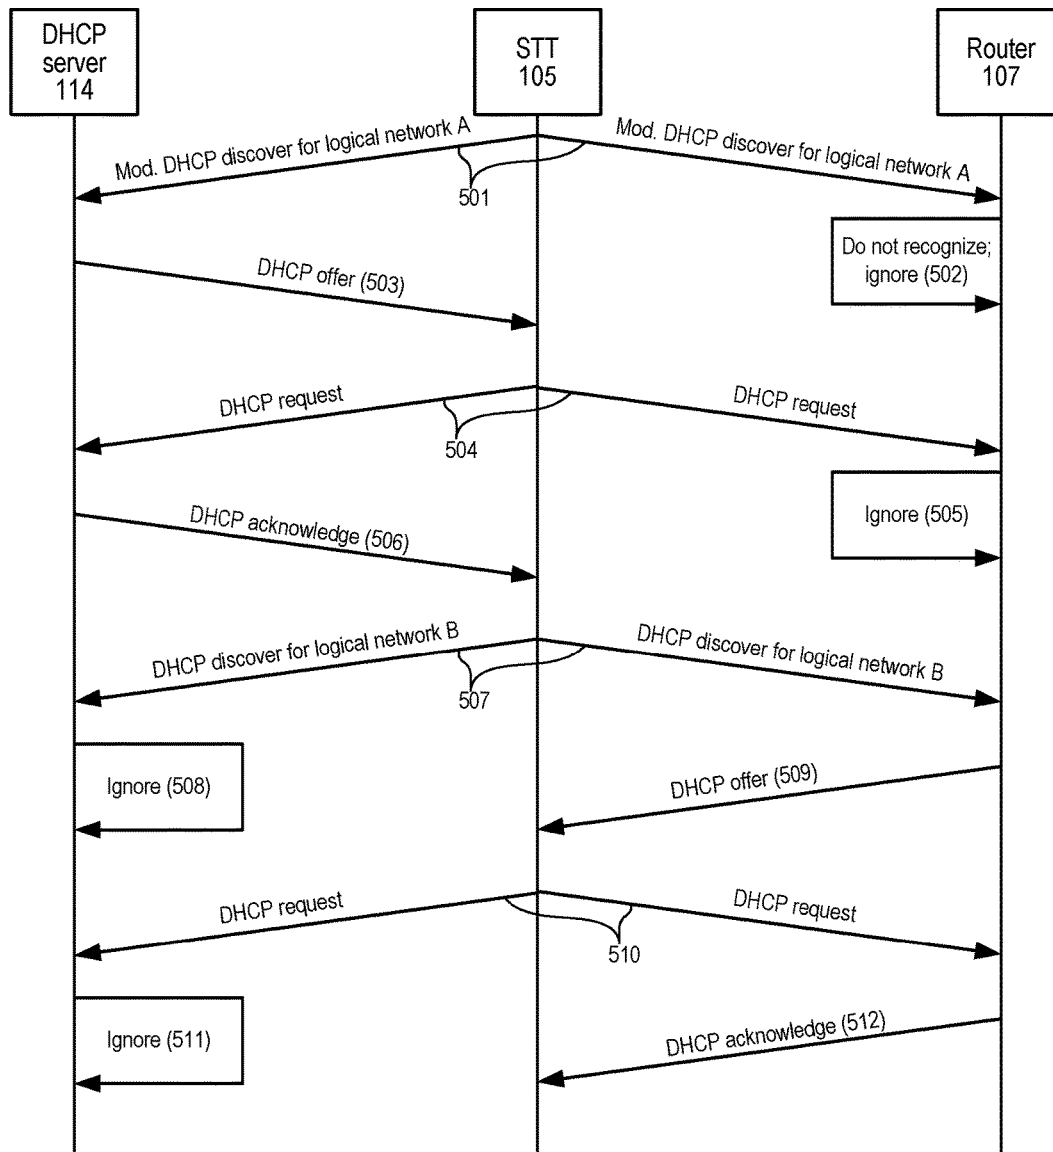 DHCP
server
114
STT
105
Router
107
Mod. DHCP discover for logical network A
Mod. DHCP discover for logical network A
501
Do not recognize;
ignore (502)
DHCP offer (503)
DHCP request
DHCP request
504
Ignore (505)
DHCP acknowledge (506)
DHCP discover for logical network B
DHCP discover for logical network B
507
Ignore (508)
DHCP offer (509)
DHCP request
DHCP request
510
Ignore (511)
DHCP acknowledge (512)